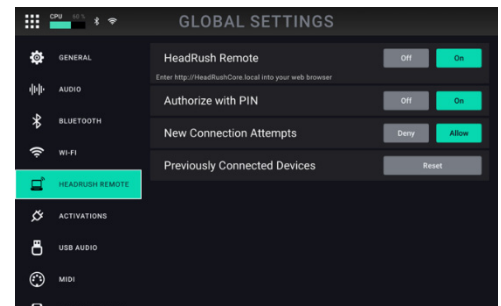 CPU
GLOBAL SETTINGS
GENERAL
HeadRush Remote
Off
On
Enter http://HeadRushCore.local into your web browser
AUDIO
Authorize with PIN
Off
On
BLUETOOTH
New Connection Attempts
Deny
Allow
WI-FI
Previously Connected Devices
Reset
HEADRUSH REMOTE
ACTIVATIONS
USB AUDIO
MIDI